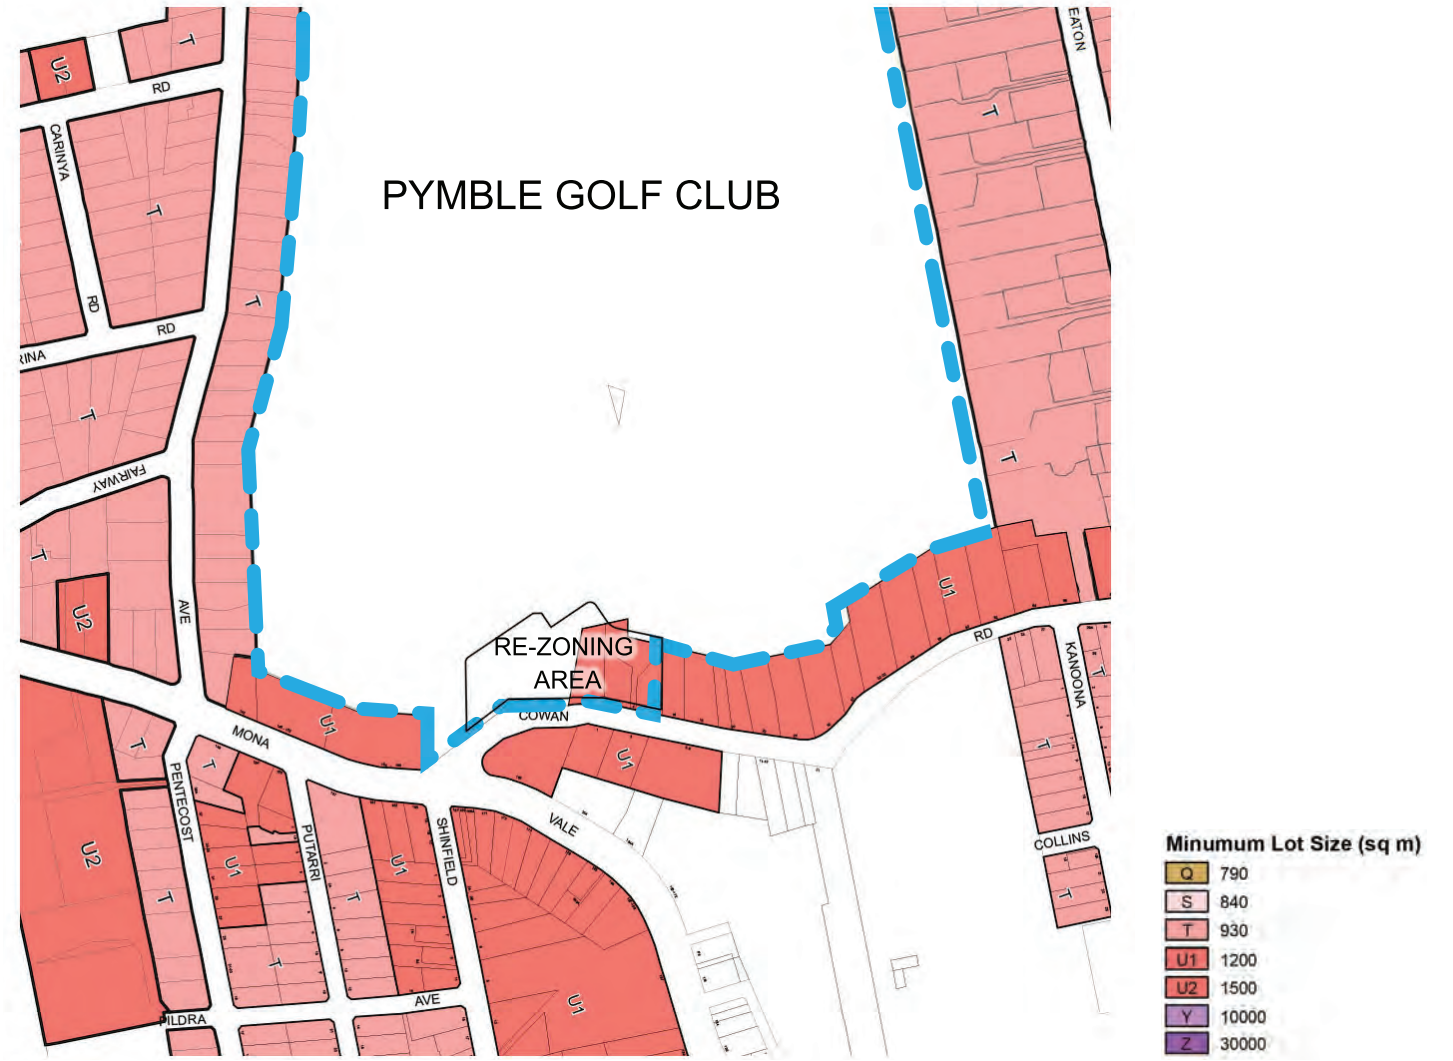 EATON
T
U2
RD
T
CARINYA
PYMBLE GOLF CLUB
T
T
RD
RD
RINA
T
T
FAIRWAY
T
T
U2
AVE
U1
RD
RE-ZONING
AREA
KANOONA
T
COWAN
U1
MONA
U1
T
T
T
PENTECOST
VALE
PUTARRI
SHINFIELD
COLLINS
U2
U1
U1
T
T
T
T
U1
AVE
PILDRA
Minumum Lot Size (sq m)
Q 790
S 840
T 930
U1 1200
U2 1500
Y 10000
Z 30000